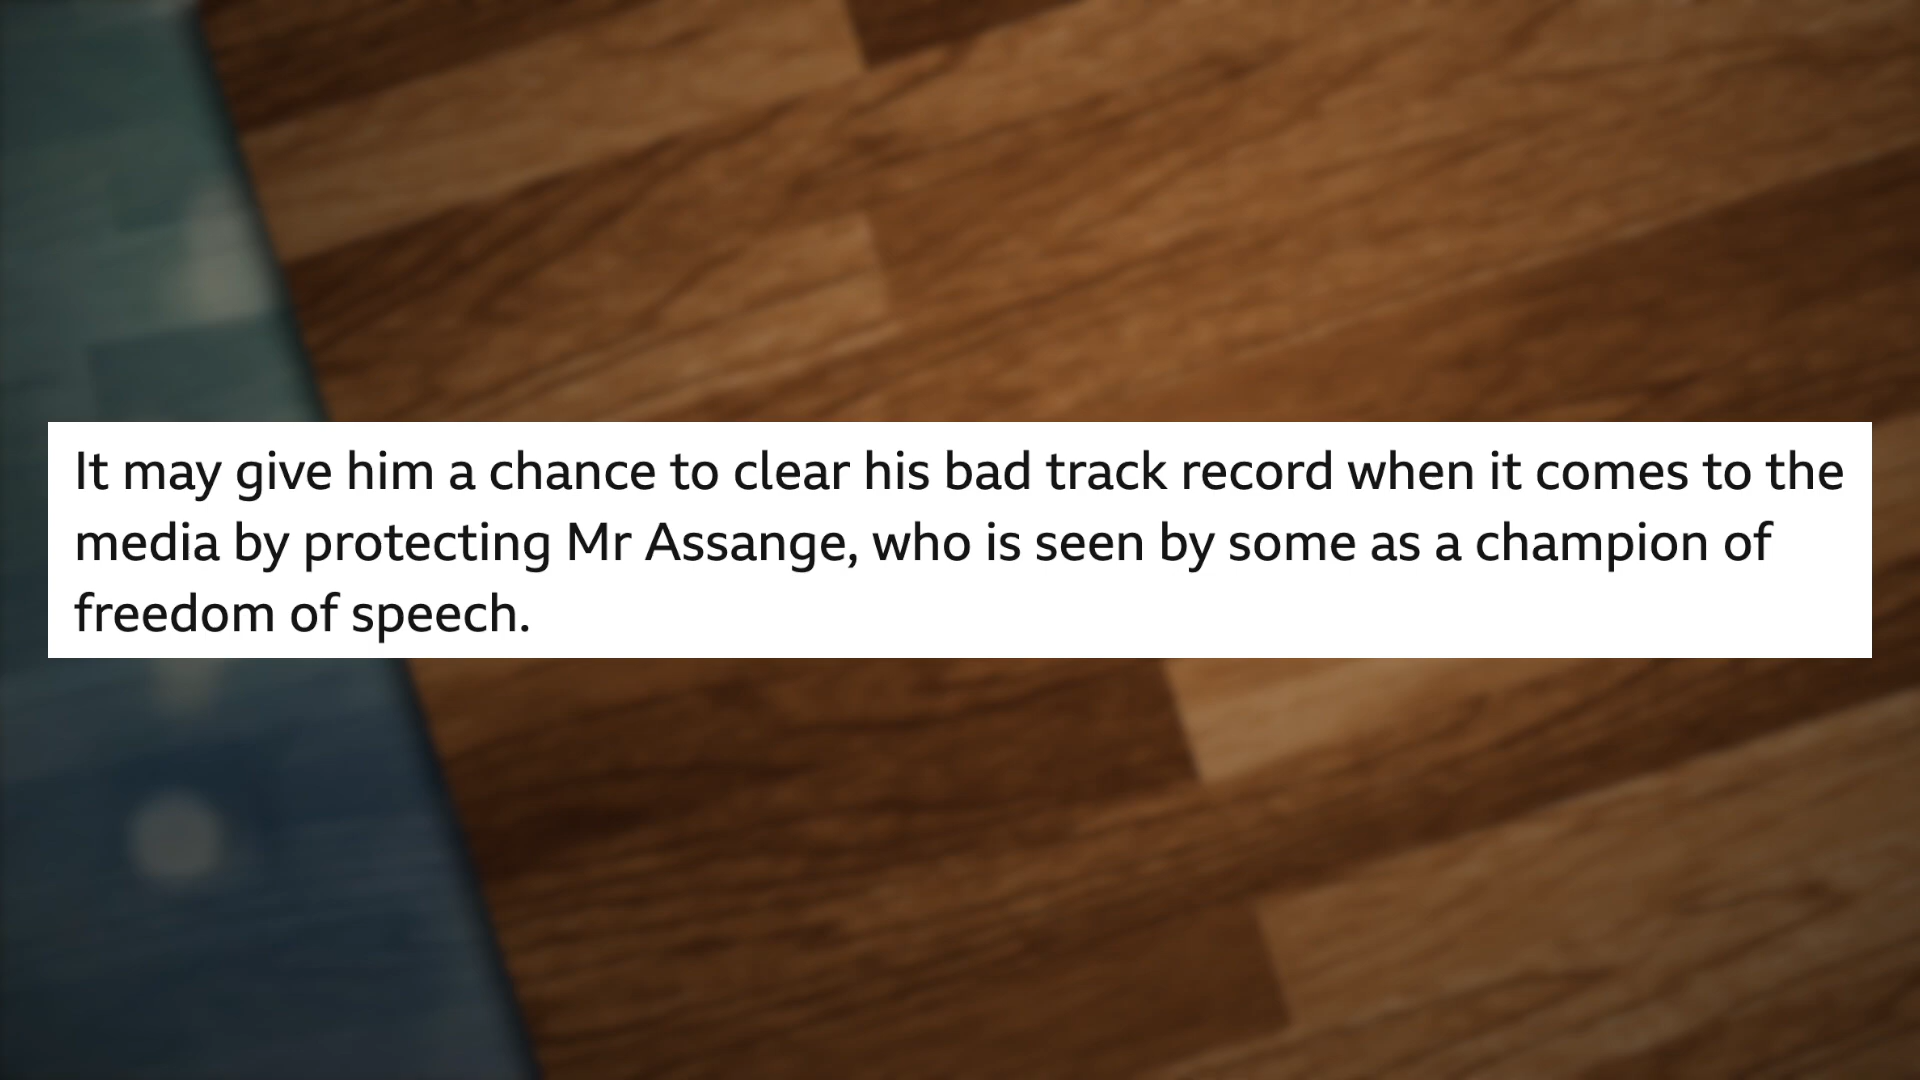 It may give him a chance to clear his bad track record when it comes to the
media by protecting Mr Assange, who is seen by some as a champion of
freedom of speech.